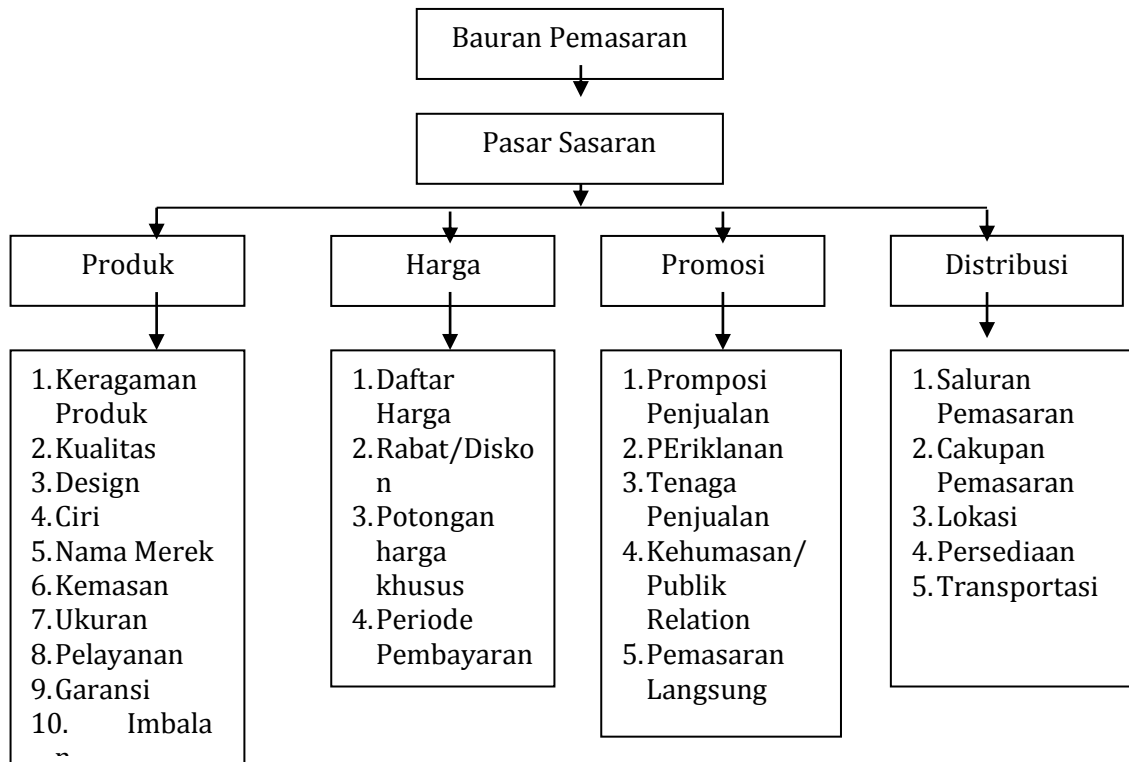 Bauran Pemasaran
Pasar Sasaran
Produk
Harga
Promosi
Distribusi
1. Keragaman
Produk
2. Kualitas
3. Design
4. Ciri
5. Nama Merek
6. Kemasan
7. Ukuran
8. Pelayanan
9. Garansi
10. Imbala
1. Daftar
Harga
2. Rabat/Disko
n
3. Potongan
harga
khusus
4. Periode
Pembayaran
1. Promposi
Penjualan
2. PEriklanan
3. Tenaga
Penjualan
4. Kehumasan/
Publik
Relation
5. Pemasaran
Langsung
1. Saluran
Pemasaran
2. Cakupan
Pemasaran
3. Lokasi
4. Persediaan
5. Transportasi